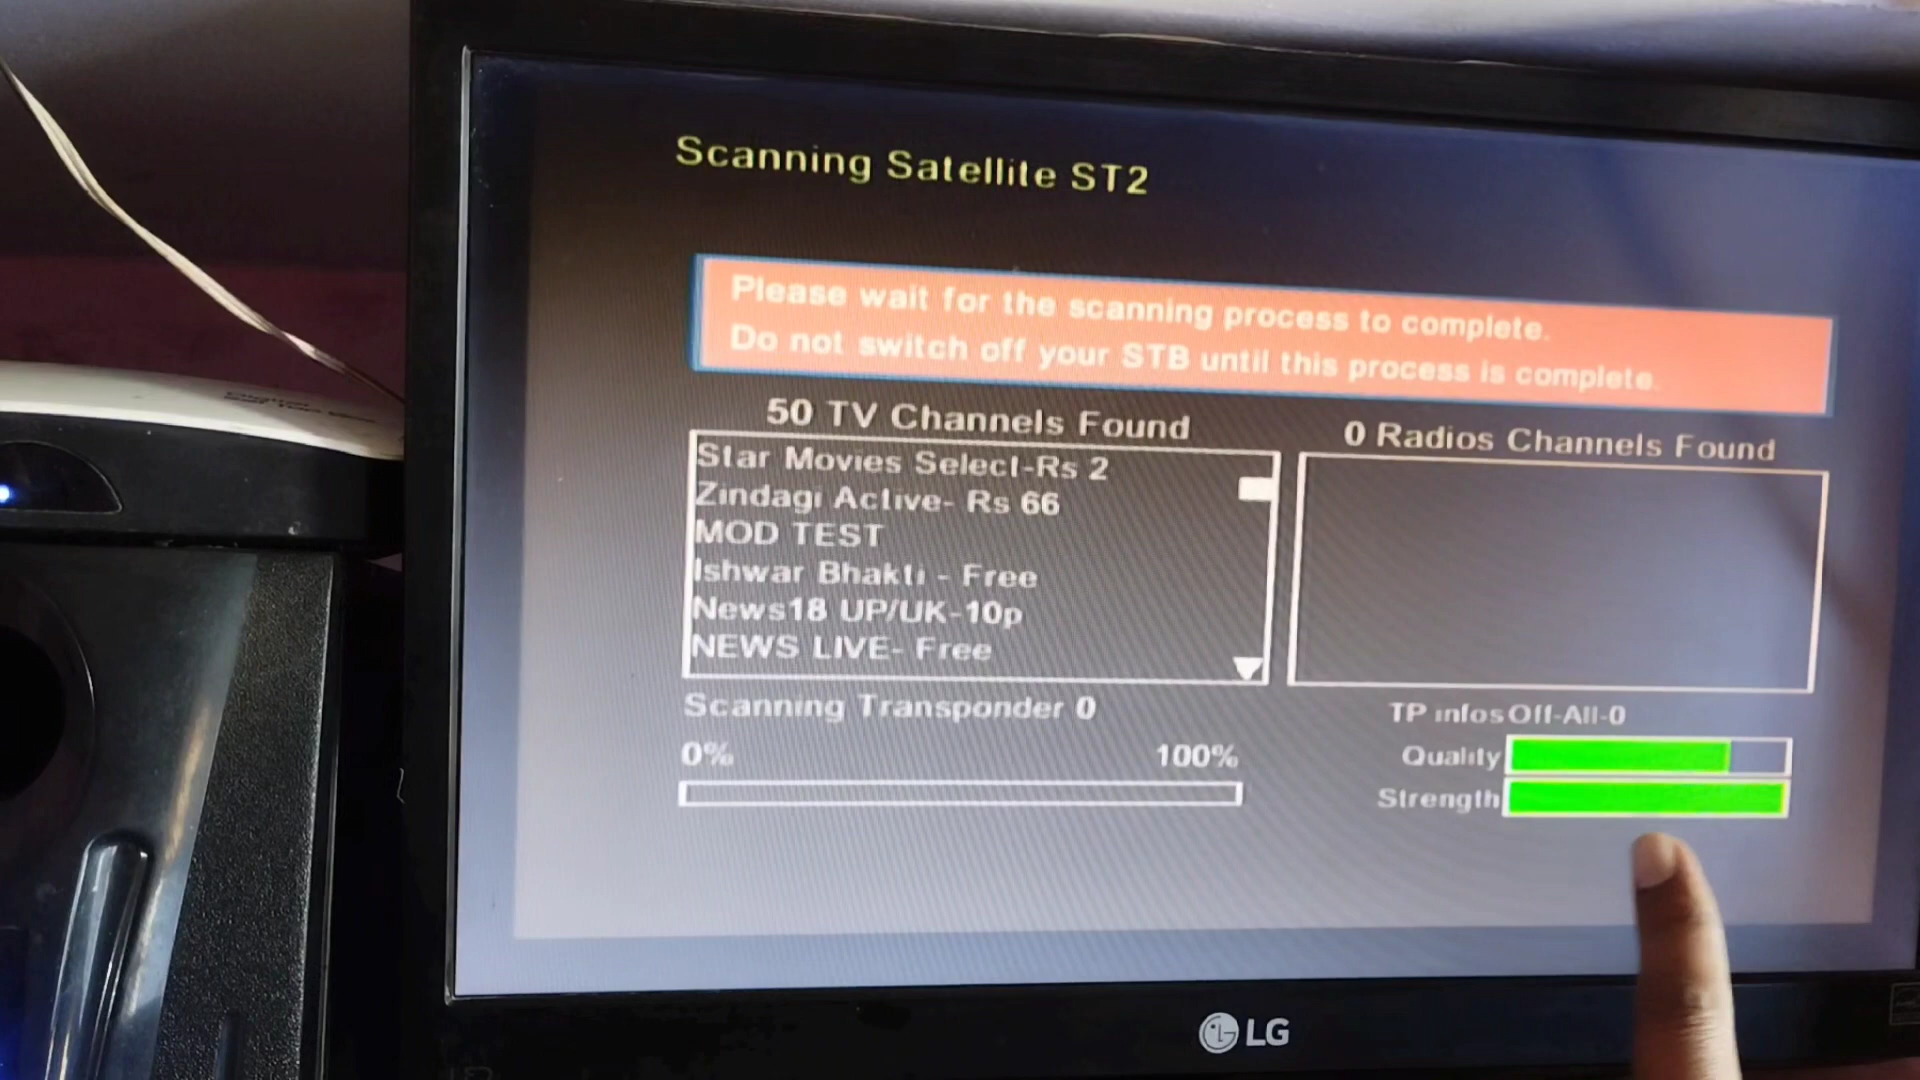 Scanning Satellite ST2
Please wait for the scanning process to complete.
Do not switch off your STB until this process is complete.
50 TV Channels Found
0 Radios Channels Found
Star Movies Select-Rs 2
Zindagi Active- Rs 66
MOD TEST
Ishwar Bhakti - Free
News18 UP/UK-10p
NEWS LIVE- Free
Scanning Transponder 0
TP infos Off-All-0
0%
100%
Quality
Strength
LG